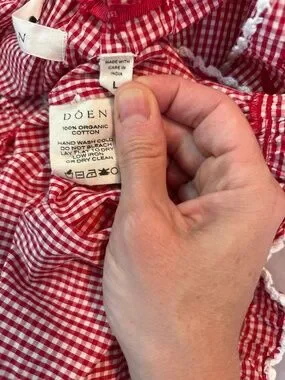 N
MADE WITH
CARE IN
INDIA
L
DÔEN
100% ORGANIC
COTTON
HAND WASH COLD
DO NOT BLEACH
LAY FLAT TO DRY
LOW IRON
OR DRY CLEAN